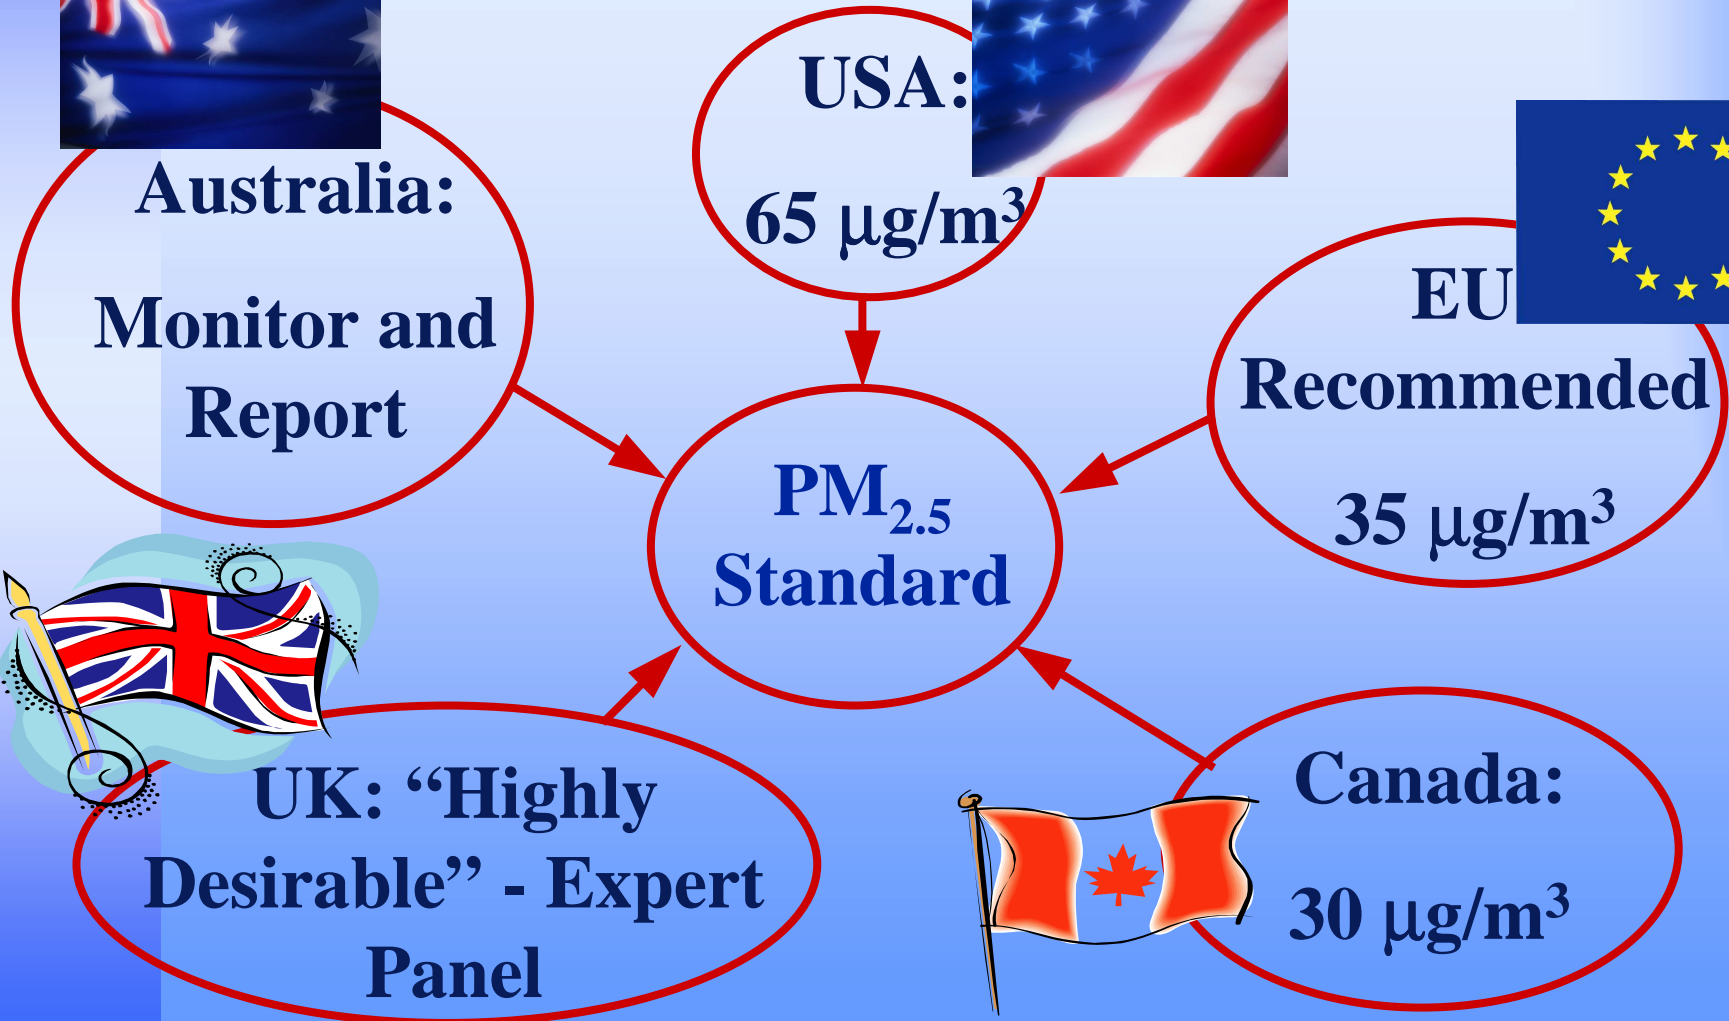 Australia:
Monitor and
Report
USA:
65 μg/m³
EU
Recommended
35 μg/m³
PM₂.₅
Standard
UK: “Highly
Desirable” - Expert
Panel
Canada:
30 μg/m³